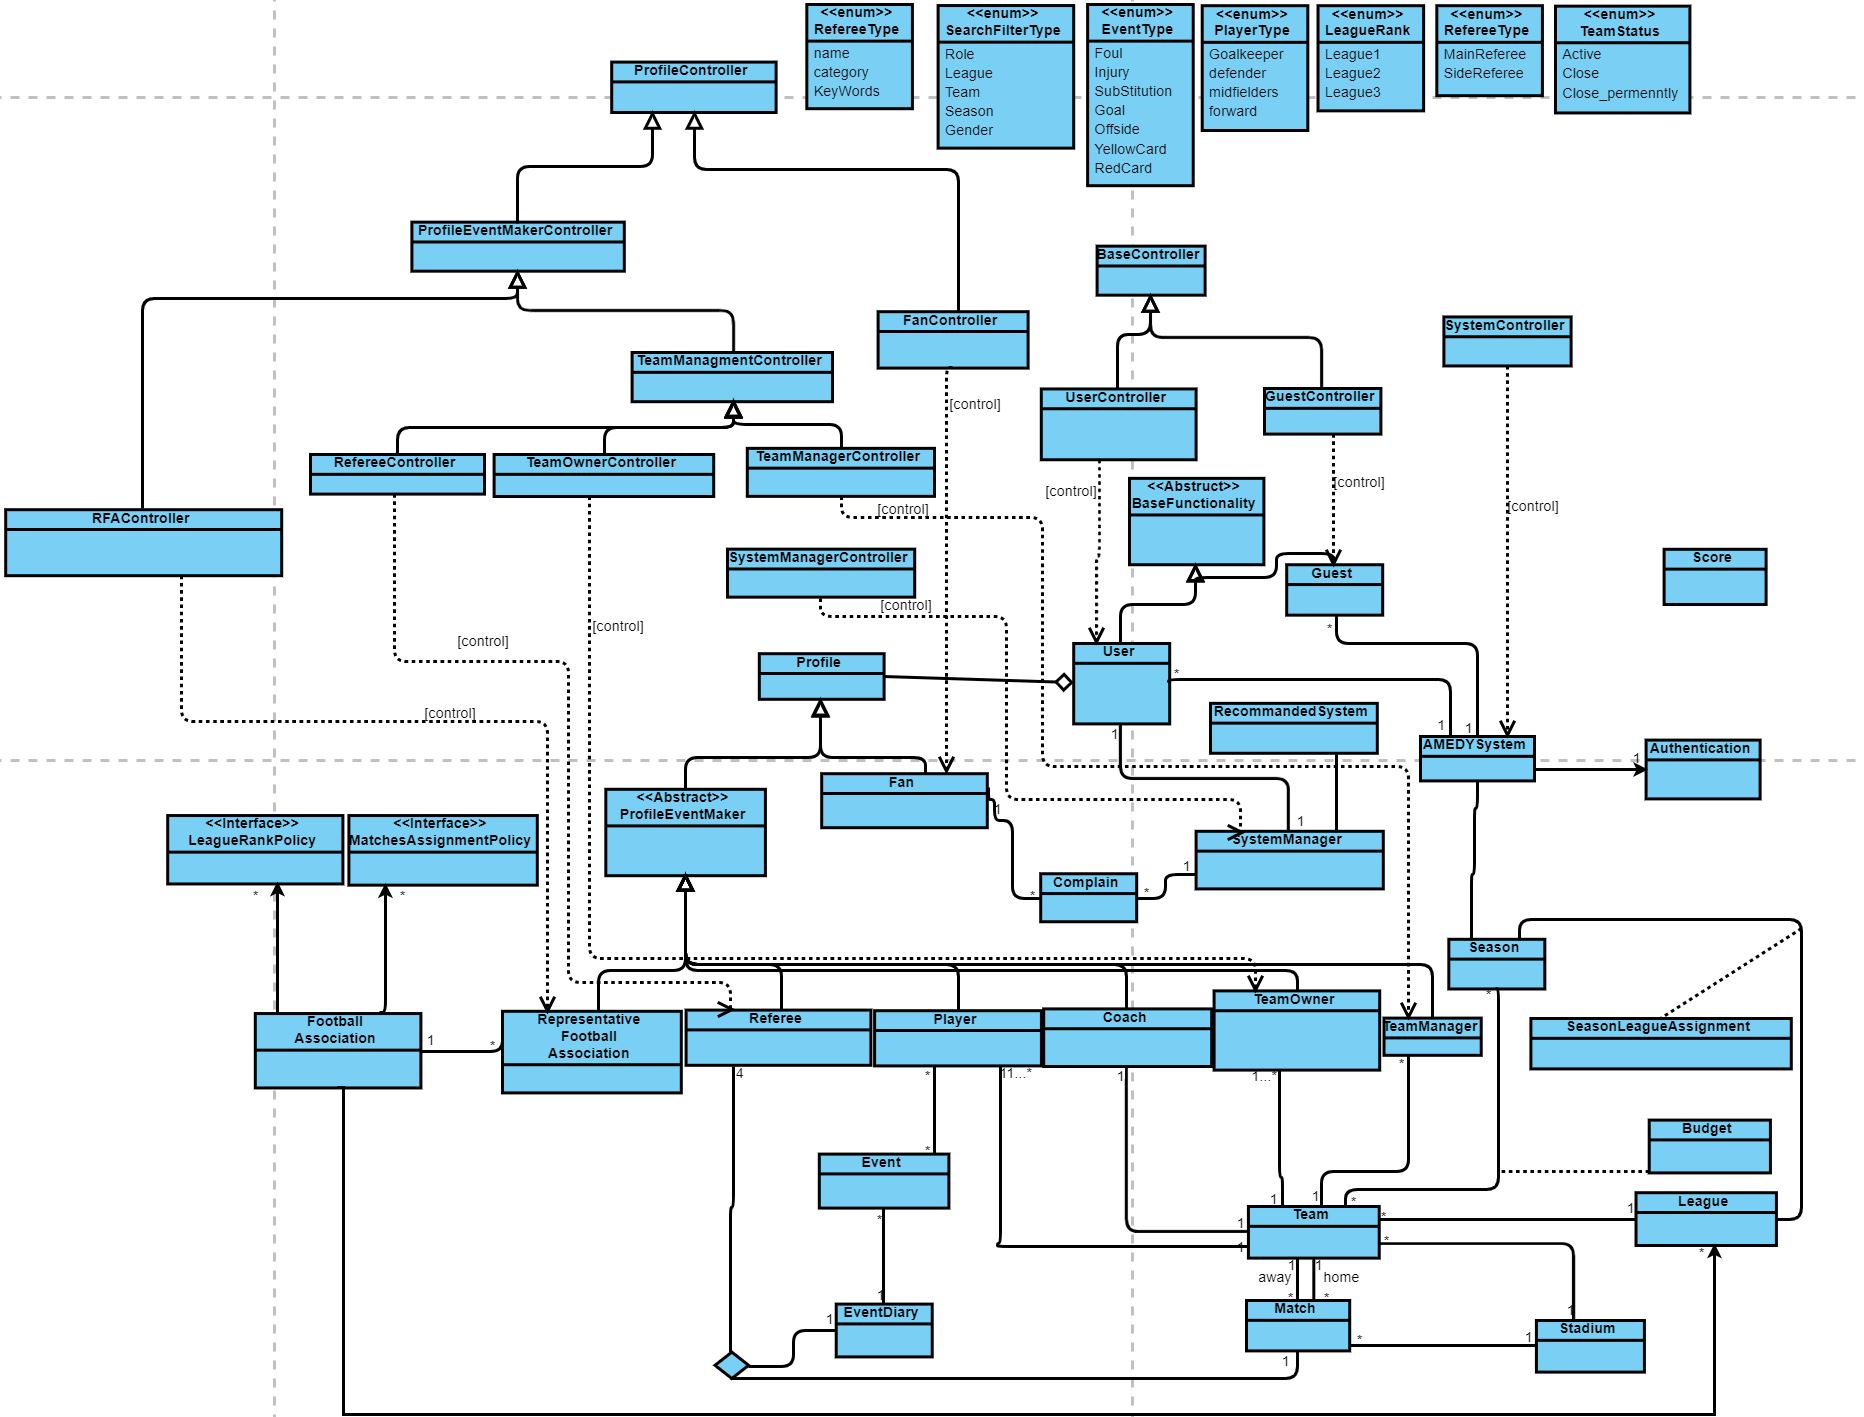 <<enum>>
RefereeType
name
category
KeyWords
<<enum>>
SearchFilterType
Role
League
Team
Season
Gender
<<enum>>
EventType
Foul
Injury
SubStitution
Goal
Offside
YellowCard
RedCard
<<enum>>
PlayerType
Goalkeeper
defender
midfielders
forward
<<enum>>
LeagueRank
League1
League2
League3
<<enum>>
RefereeType
MainReferee
SideReferee
<<enum>>
TeamStatus
Active
Close
Close_permenntly
ProfileController
ProfileEventMakerController
BaseController
FanController
SystemController
TeamManagmentController
UserController
GuestController
[control]
RefereeController
TeamOwnerController
TeamManagerController
[control]
[control]
[control]
[control]
<<Abstract>>
BaseFunctionality
RFAController
SystemManagerController
[control]
Guest
Score
[control]
[control]
*
Profile
User
*
[control]
RecommandedSystem
1
1
1
AMEDYSystem
1
Authentication
Fan
<<Abstract>>
ProfileEventMaker
1
1
<<Interface>>
LeagueRankPolicy
<<Interface>>
MatchesAssignmentPolicy
SystemManager
1
Complain
*
*
*
*
Season
*
Football
Association
1
*
Representative
Football
Association
Referee
Player
Coach
TeamOwner
TeamManager
SeasonLeagueAssignment
4
*
11...*
1
1...*
*
Budget
*
Event
1
1
*
1
League
*
1
Team
*
*
1
*
1
1
away
home
*
*
*
1
EventDiary
1
Match
1
Stadium
*
1
1